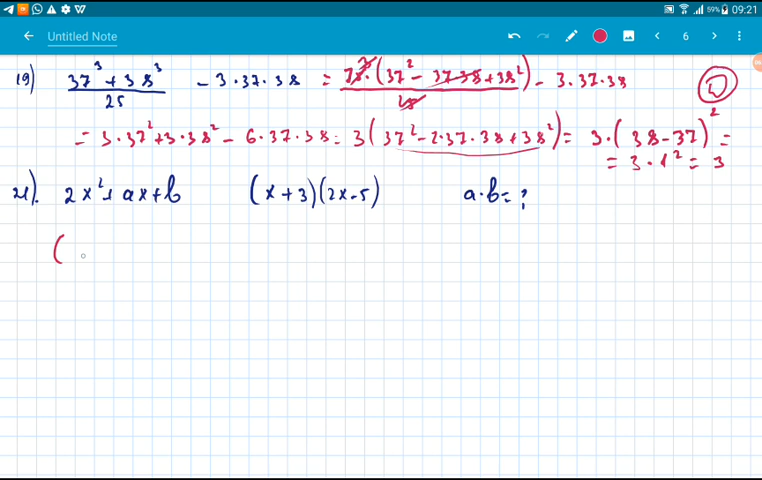 59% 09:21
Untitled Note 6
19) 37³ + 38³ / 25 - 3·37·38 = 75·(37² - 37·38 + 38²) / 25 - 3·37·38 D
= 3·37² + 3·38² - 6·37·38 = 3(37² - 2·37·38 + 38²) = 3·(38 - 37)² =
= 3·1² = 3
21). 2x² + ax + b (x + 3)(2x - 5) a·b = ?
(